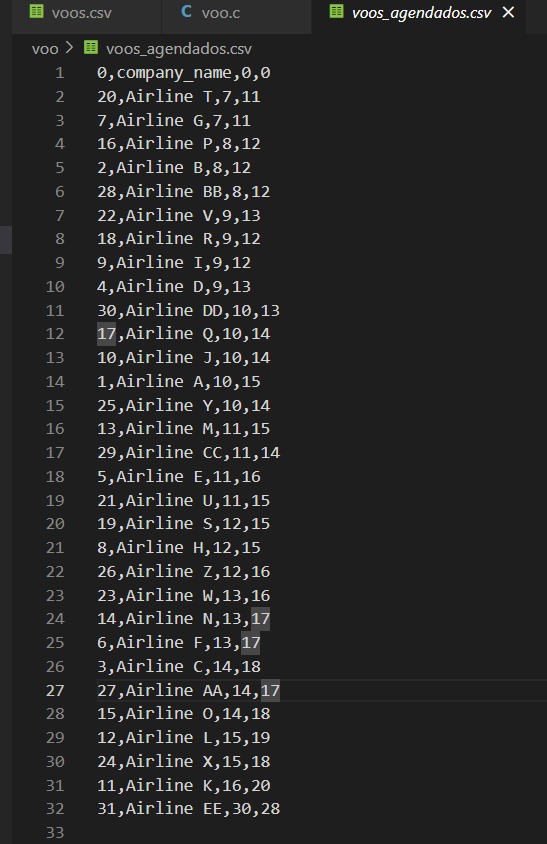 voos.csv C voo.c voos_agendados.csv ×
voo > voos_agendados.csv
1 0,company_name,0,0
2 20,Airline T,7,11
3 7,Airline G,7,11
4 16,Airline P,8,12
5 2,Airline B,8,12
6 28,Airline BB,8,12
7 22,Airline V,9,13
8 18,Airline R,9,12
9 9,Airline I,9,12
10 4,Airline D,9,13
11 30,Airline DD,10,13
12 17,Airline Q,10,14
13 10,Airline J,10,14
14 1,Airline A,10,15
15 25,Airline Y,10,14
16 13,Airline M,11,15
17 29,Airline CC,11,14
18 5,Airline E,11,16
19 21,Airline U,11,15
20 19,Airline S,12,15
21 8,Airline H,12,15
22 26,Airline Z,12,16
23 23,Airline W,13,16
24 14,Airline N,13,17
25 6,Airline F,13,17
26 3,Airline C,14,18
27 27,Airline AA,14,17
28 15,Airline O,14,18
29 12,Airline L,15,19
30 24,Airline X,15,18
31 11,Airline K,16,20
32 31,Airline EE,30,28
33